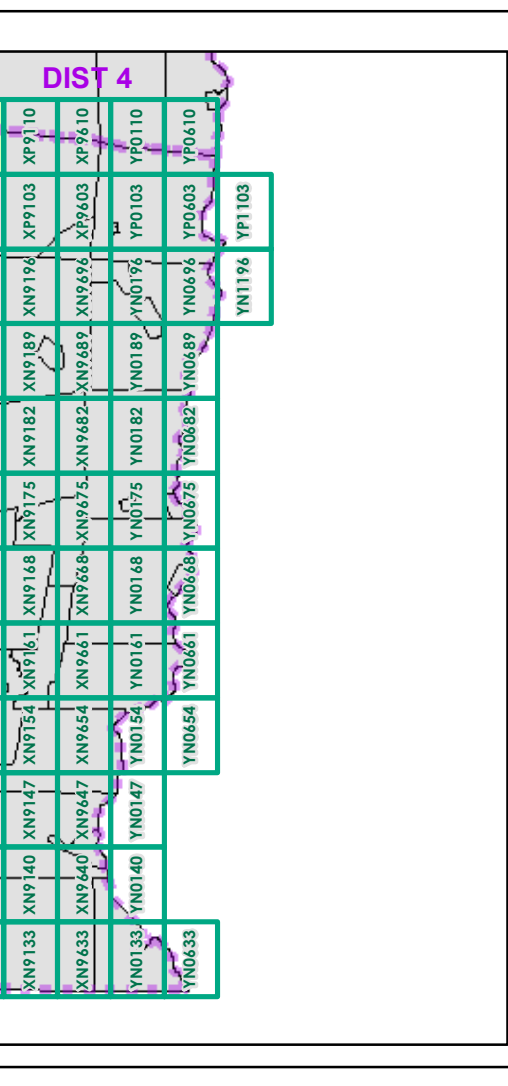 DIST 4
XP9110 XP9610 YP0110 YP0610
XP9103 XP9603 YP0103 YP0603 YP1103
XN9196 XN9696 YN0196 YN0696 YN1196
XN9189 XN9689 YN0189 YN0689
XN9182 XN9682 YN0182 YN0682
XN9175 XN9675 YN0175 YN0675
XN9168 XN9668 YN0168 YN0668
XN9161 XN9661 YN0161 YN0661
XN9154 XN9654 YN0154 YN0654
XN9147 XN9647 YN0147
XN9140 XN9640 YN0140
XN9133 XN9633 YN0133 YN0633